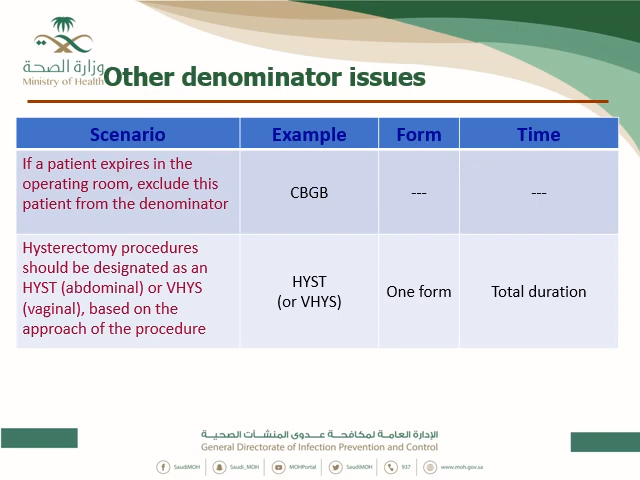 وزارة الصحة
Ministry of Health
Other denominator issues
Scenario Example Form Time
If a patient expires in the
operating room, exclude this
patient from the denominator
CBGB --- ---
Hysterectomy procedures
should be designated as an
HYST (abdominal) or VHYS
(vaginal), based on the
approach of the procedure
HYST
(or VHYS)
One form Total duration
الإدارة العامة لمكافحة عدوى المنشآت الصحية
General Directorate of Infection Prevention and Control
SaudiMOH Saudi_MOH MOHPortal SaudiMOH 937 www.moh.gov.sa